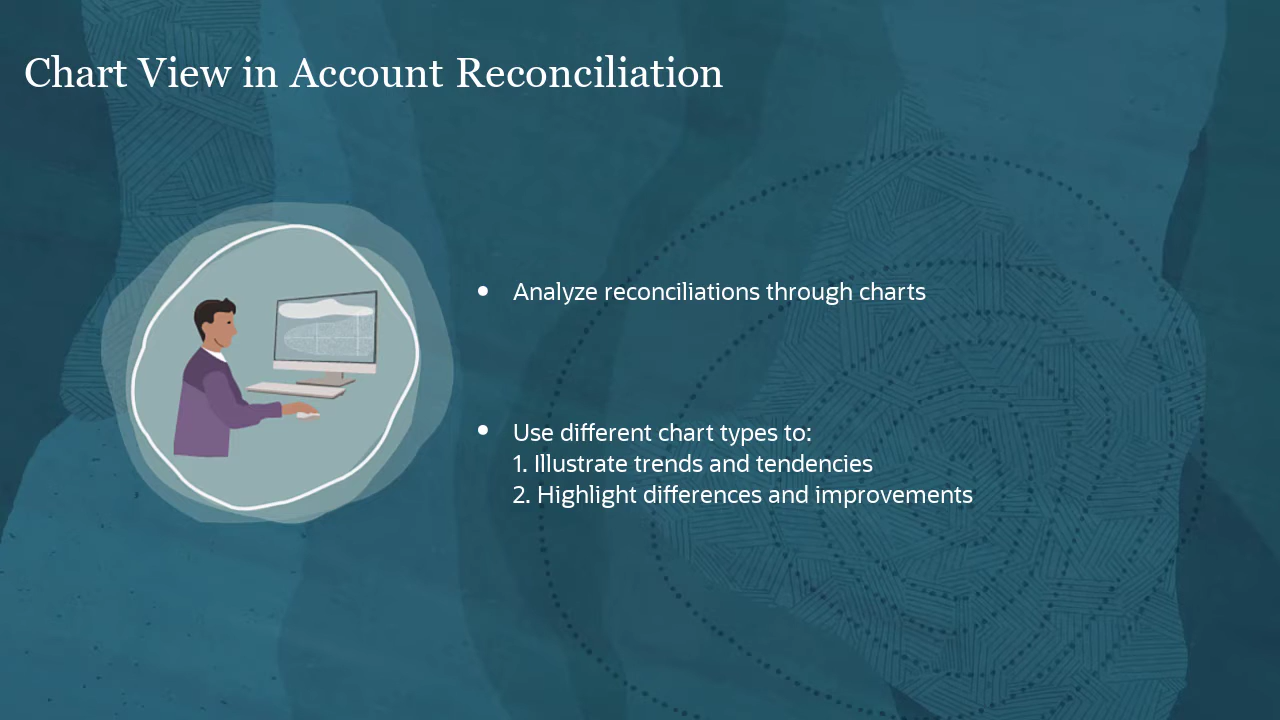 Chart View in Account Reconciliation
• Analyze reconciliations through charts
• Use different chart types to:
1. Illustrate trends and tendencies
2. Highlight differences and improvements